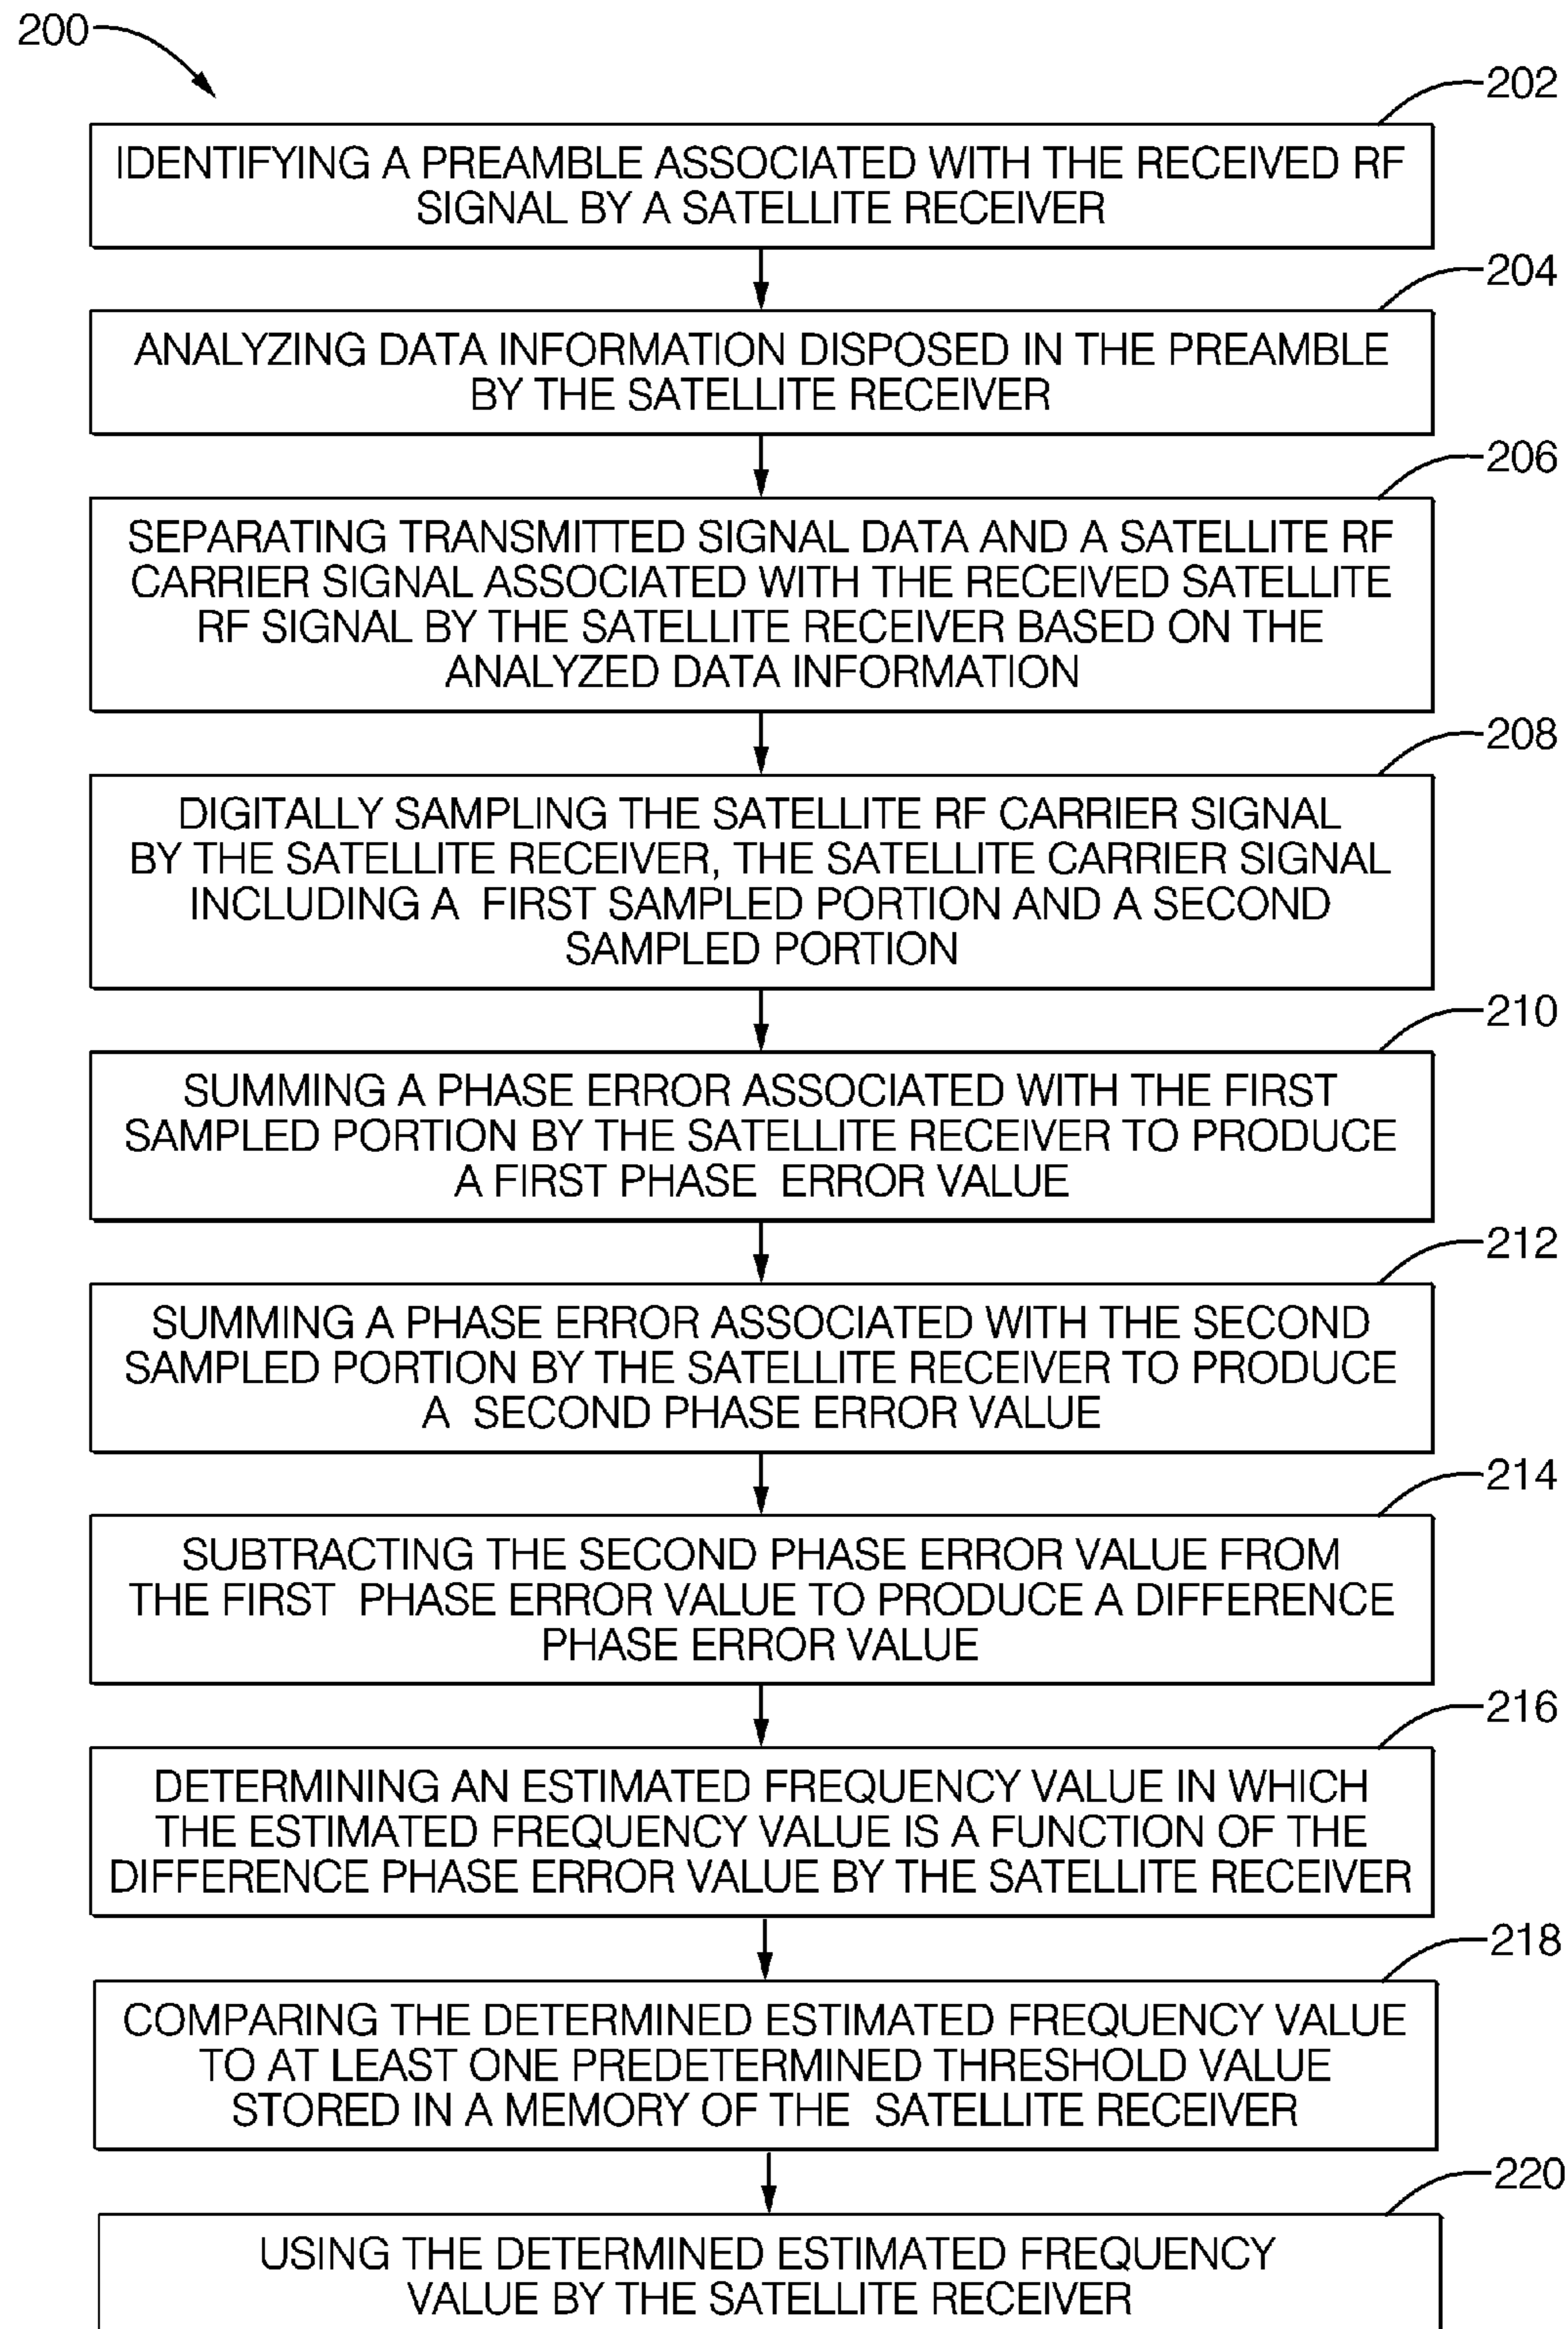 200
202
IDENTIFYING A PREAMBLE ASSOCIATED WITH THE RECEIVED RF
SIGNAL BY A SATELLITE RECEIVER
204
ANALYZING DATA INFORMATION DISPOSED IN THE PREAMBLE
BY THE SATELLITE RECEIVER
206
SEPARATING TRANSMITTED SIGNAL DATA AND A SATELLITE RF
CARRIER SIGNAL ASSOCIATED WITH THE RECEIVED SATELLITE
RF SIGNAL BY THE SATELLITE RECEIVER BASED ON THE
ANALYZED DATA INFORMATION
208
DIGITALLY SAMPLING THE SATELLITE RF CARRIER SIGNAL
BY THE SATELLITE RECEIVER, THE SATELLITE CARRIER SIGNAL
INCLUDING A FIRST SAMPLED PORTION AND A SECOND
SAMPLED PORTION
210
SUMMING A PHASE ERROR ASSOCIATED WITH THE FIRST
SAMPLED PORTION BY THE SATELLITE RECEIVER TO PRODUCE
A FIRST PHASE ERROR VALUE
212
SUMMING A PHASE ERROR ASSOCIATED WITH THE SECOND
SAMPLED PORTION BY THE SATELLITE RECEIVER TO PRODUCE
A SECOND PHASE ERROR VALUE
214
SUBTRACTING THE SECOND PHASE ERROR VALUE FROM
THE FIRST PHASE ERROR VALUE TO PRODUCE A DIFFERENCE
PHASE ERROR VALUE
216
DETERMINING AN ESTIMATED FREQUENCY VALUE IN WHICH
THE ESTIMATED FREQUENCY VALUE IS A FUNCTION OF THE
DIFFERENCE PHASE ERROR VALUE BY THE SATELLITE RECEIVER
218
COMPARING THE DETERMINED ESTIMATED FREQUENCY VALUE
TO AT LEAST ONE PREDETERMINED THRESHOLD VALUE
STORED IN A MEMORY OF THE SATELLITE RECEIVER
220
USING THE DETERMINED ESTIMATED FREQUENCY
VALUE BY THE SATELLITE RECEIVER